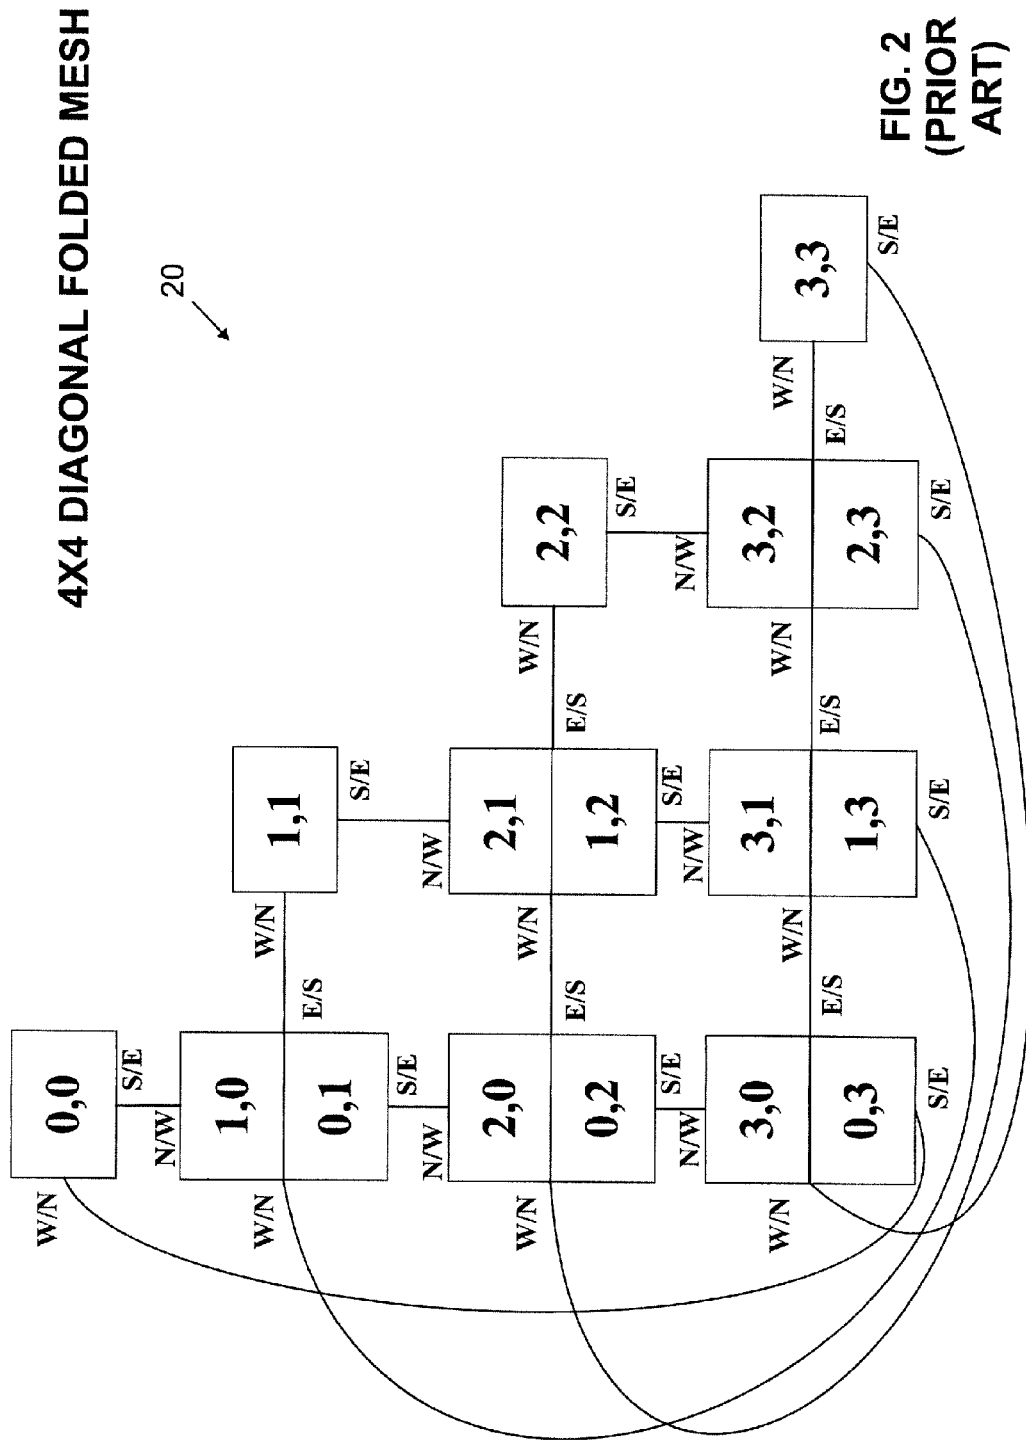 4X4 DIAGONAL FOLDED MESH
W/N
0,0
S/E
N/W
20
1,0
W/N
W/N
1,1
E/S
0,1
S/E
S/E
N/W
N/W
2,0
2,1
W/N
W/N
W/N
2,2
E/S
E/S
0,2
1,2
S/E
S/E
S/E
N/W
N/W
N/W
3,0
3,1
3,2
W/N
W/N
W/N
W/N
3,3
E/S
E/S
E/S
0,3
1,3
2,3
S/E
S/E
S/E
S/E
FIG. 2
(PRIOR
ART)